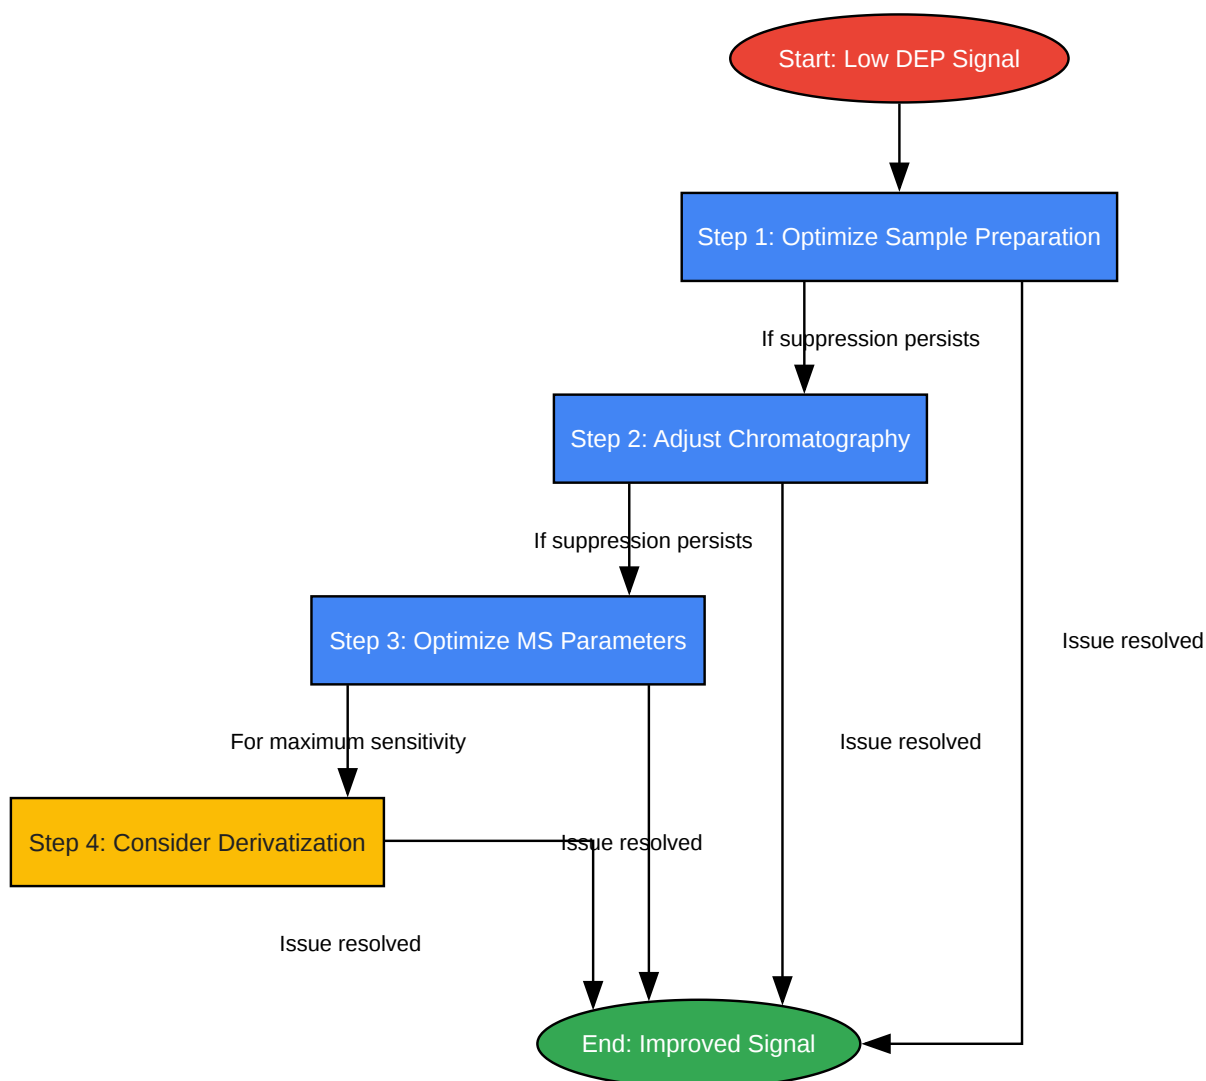 Start: Low DEP Signal
Step 1: Optimize Sample Preparation
If suppression persists
Step 2: Adjust Chromatography
If suppression persists
Step 3: Optimize MS Parameters
Issue resolved
For maximum sensitivity
Issue resolved
Step 4: Consider Derivatization
Issue resolved
Issue resolved
End: Improved Signal